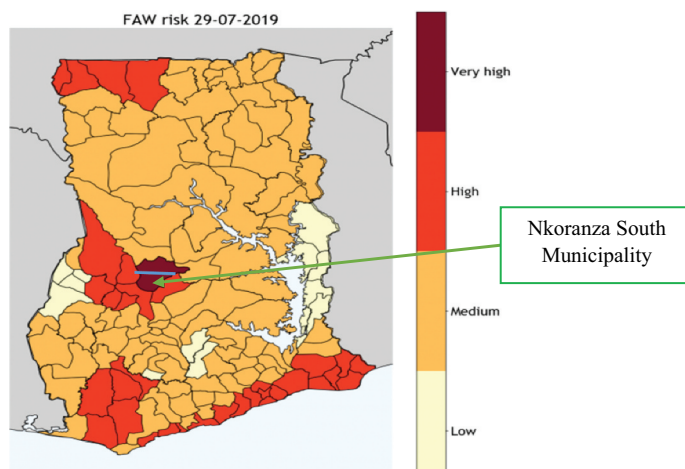 FAW risk 29-07-2019
Very high
High
Nkoranza South
Municipality
Medium
Low